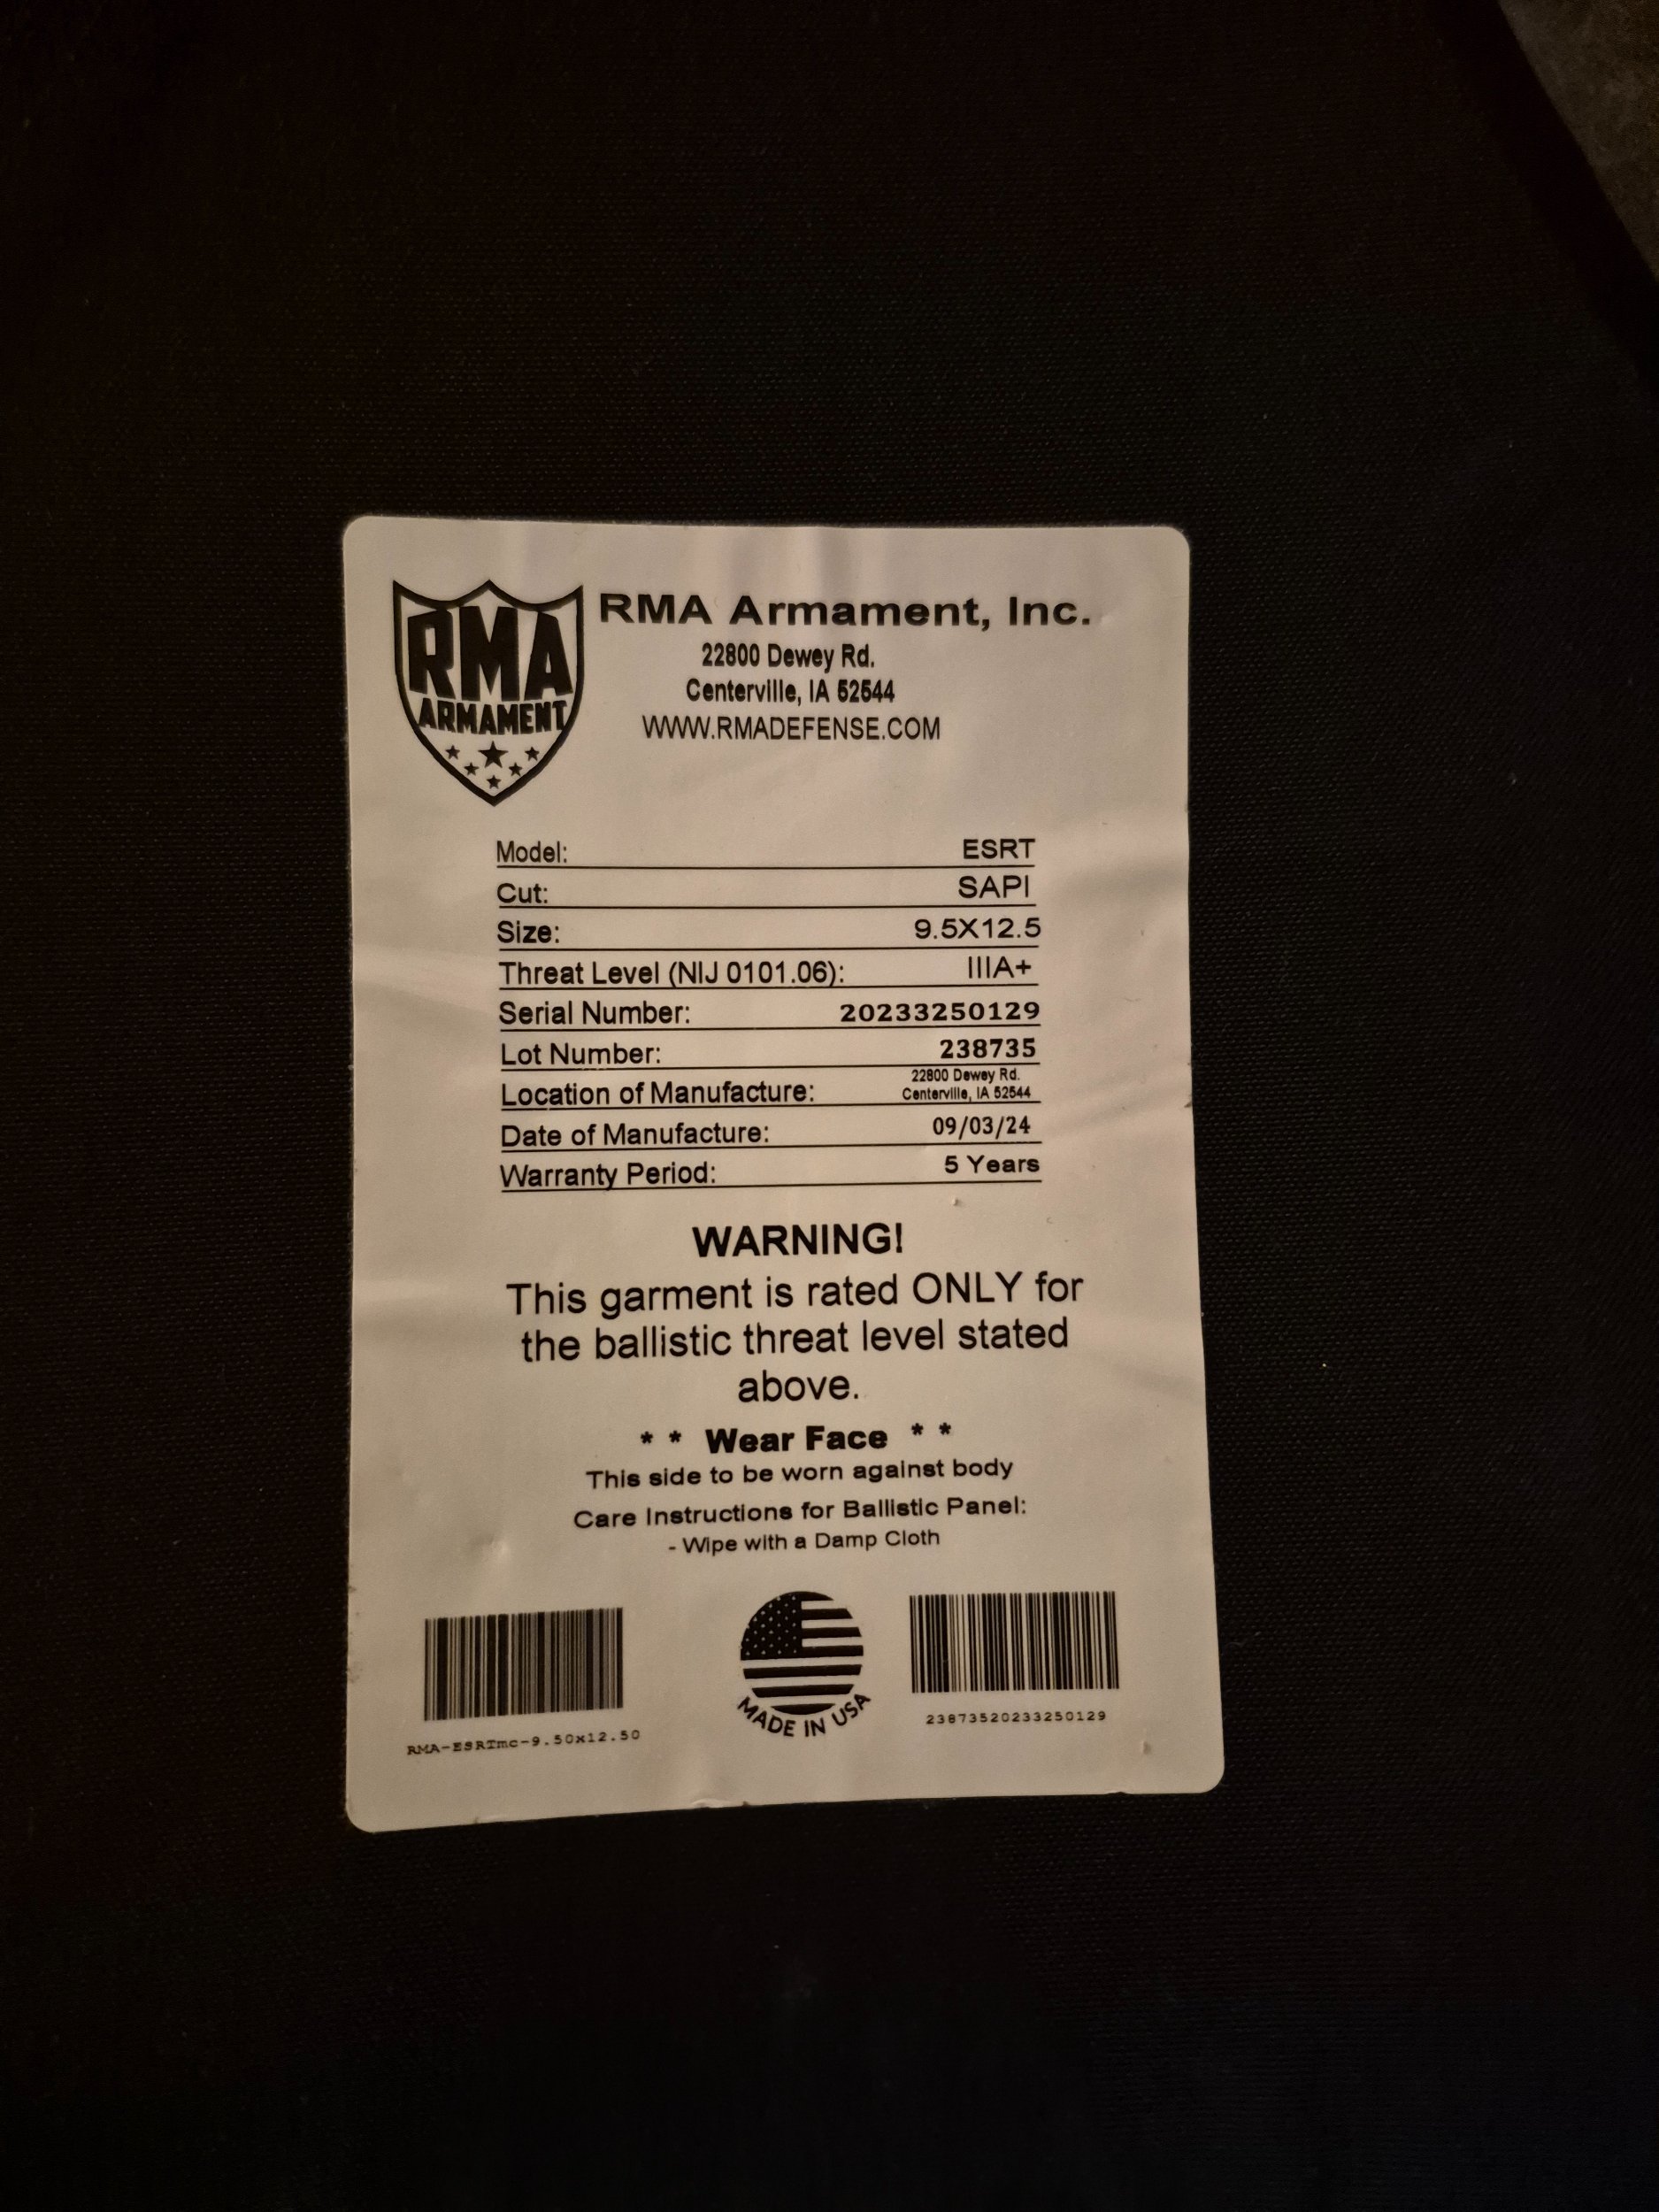 RMA
ARMAMENT
RMA Armament, Inc.
22800 Dewey Rd.
Centerville, IA 52544
WWW.RMADEFENSE.COM
Model: ESRT
Cut: SAPI
Size: 9.5X12.5
Threat Level (NIJ 0101.06): IIIA+
Serial Number: 20233250129
Lot Number: 238735
Location of Manufacture: 22800 Dewey Rd.
Centerville, IA 52544
Date of Manufacture: 09/03/24
Warranty Period: 5 Years
WARNING!
This garment is rated ONLY for
the ballistic threat level stated
above.
* * Wear Face * *
This side to be worn against body
Care Instructions for Ballistic Panel:
- Wipe with a Damp Cloth
RMA-ESRTmc-9.50x12.50
MADE IN USA
23873520233250129